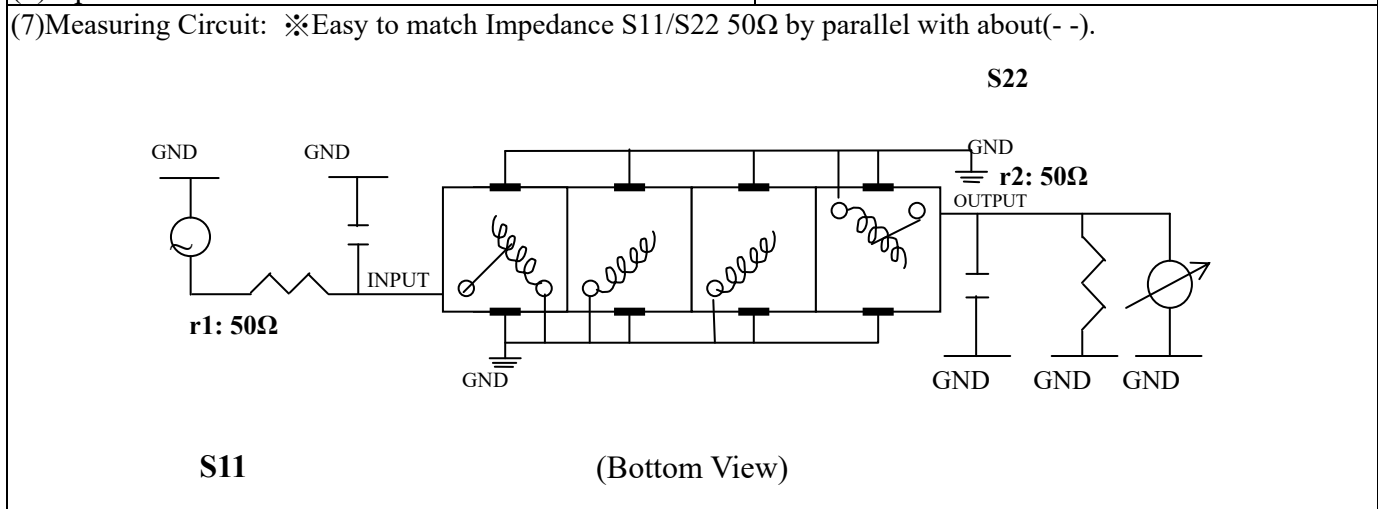 (7)Measuring Circuit: ※Easy to match Impedance S11/S22 50Ω by parallel with about(- -).
S22
GND GND GND
r2: 50Ω
OUTPUT
INPUT
r1: 50Ω
GND
GND GND GND
S11 (Bottom View)